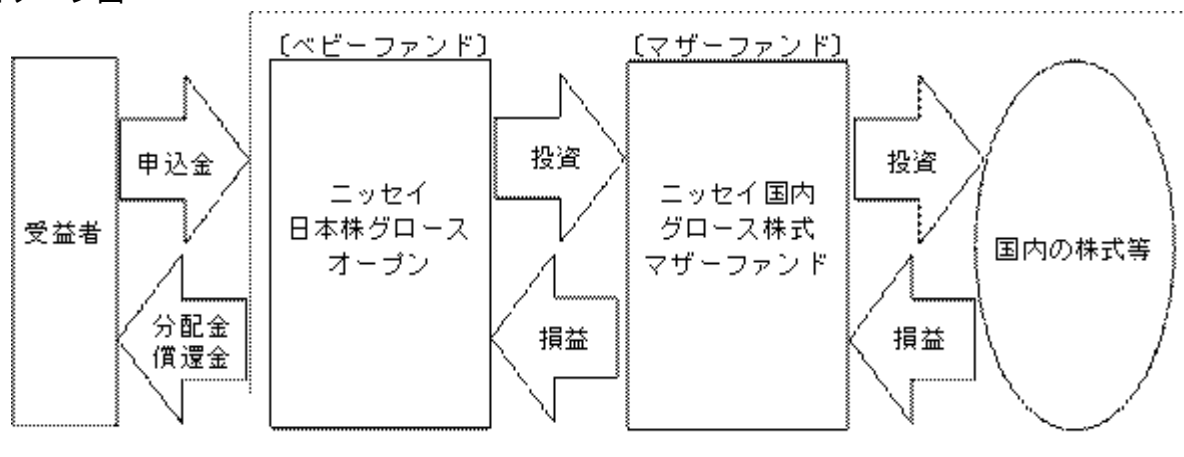 〔ベビーファンド〕
〔マザーファンド〕
受益者
申込金
分配金
償還金
ニッセイ
日本株グロース
オープン
投資
損益
ニッセイ国内
グロース株式
マザーファンド
投資
損益
国内の株式等